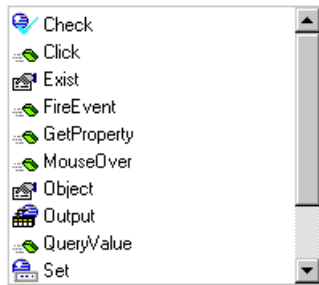 Check
Click
Exist
FireEvent
GetProperty
MouseOver
Object
Output
QueryValue
Set